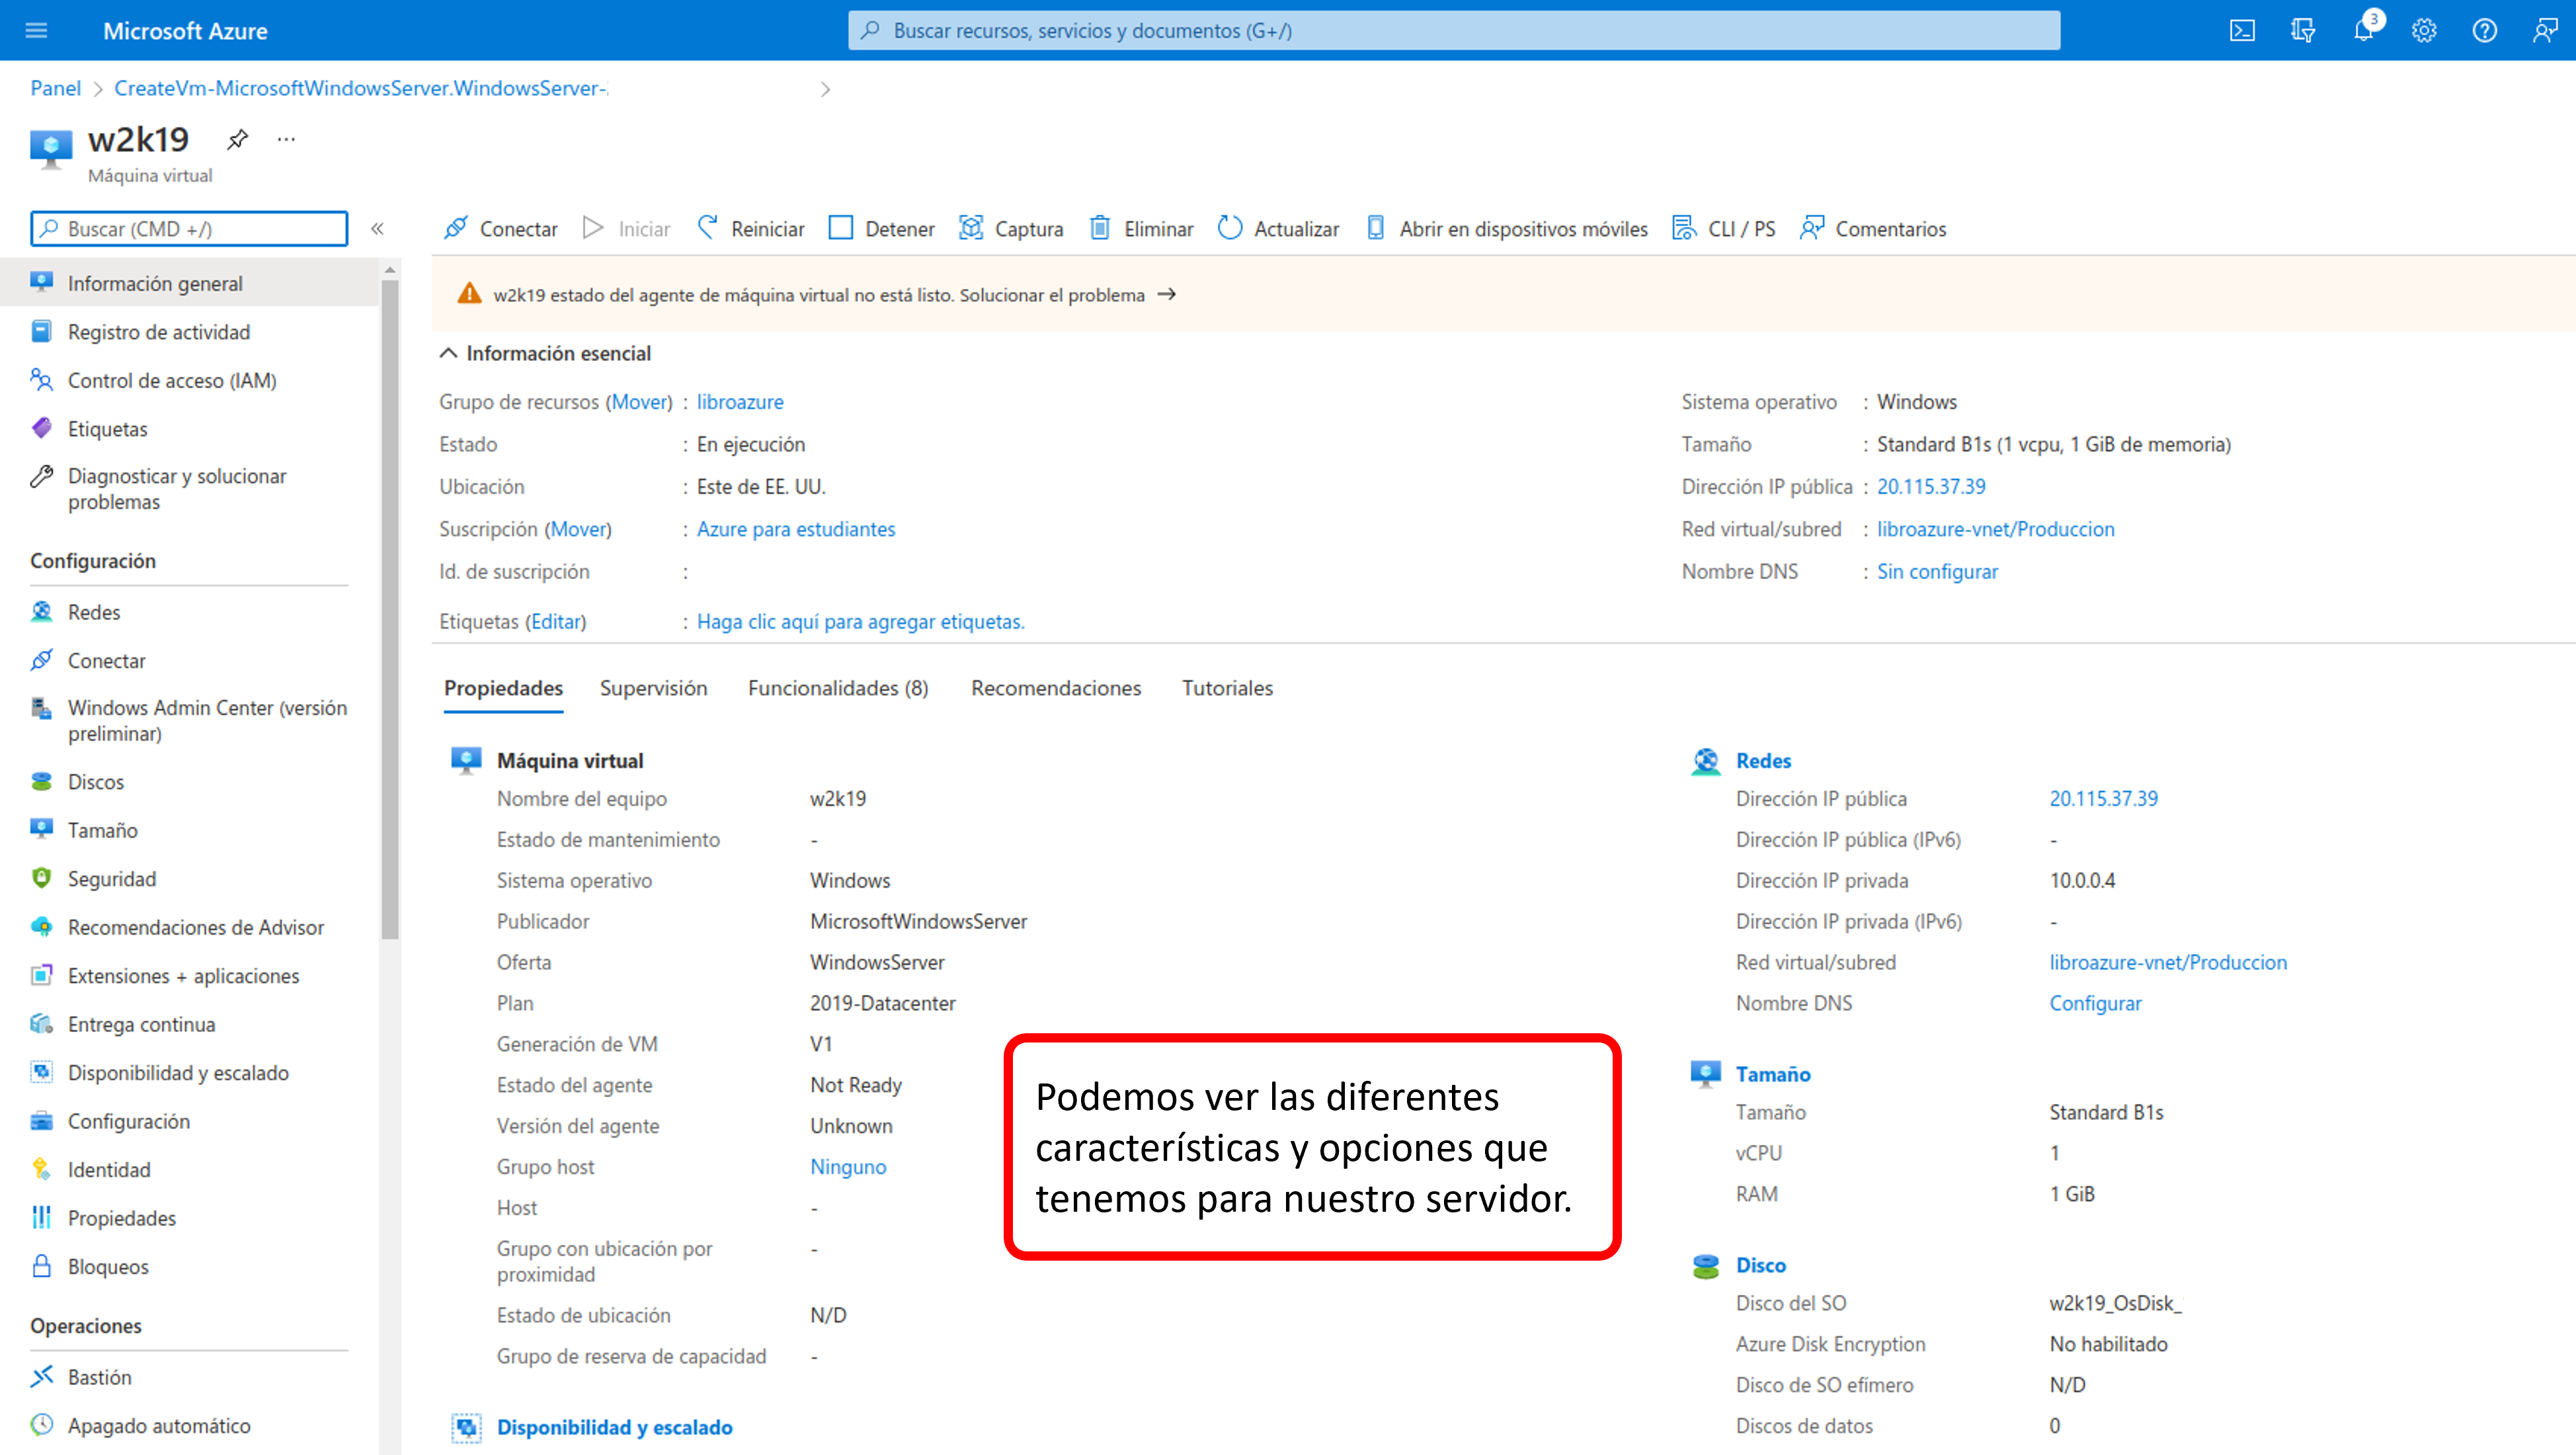 Microsoft Azure
Buscar recursos, servicios y documentos (G+/)
3
Panel > CreateVm-MicrosoftWindowsServer.WindowsServer- >
w2k19
Máquina virtual
Buscar (CMD +/)
Información general
Registro de actividad
Control de acceso (IAM)
Etiquetas
Diagnosticar y solucionar
problemas
Configuración
Redes
Conectar
Windows Admin Center (versión
preliminar)
Discos
Tamaño
Seguridad
Recomendaciones de Advisor
Extensiones + aplicaciones
Entrega continua
Disponibilidad y escalado
Configuración
Identidad
Propiedades
Bloqueos
Operaciones
Bastión
Apagado automático
Conectar Iniciar Reiniciar Detener Captura Eliminar Actualizar Abrir en dispositivos móviles CLI / PS Comentarios
w2k19 estado del agente de máquina virtual no está listo. Solucionar el problema →
Información esencial
Grupo de recursos (Mover) : libroazure
Estado : En ejecución
Ubicación : Este de EE. UU.
Suscripción (Mover) : Azure para estudiantes
Id. de suscripción :
Etiquetas (Editar) : Haga clic aquí para agregar etiquetas.
Sistema operativo : Windows
Tamaño : Standard B1s (1 vcpu, 1 GiB de memoria)
Dirección IP pública : 20.115.37.39
Red virtual/subred : libroazure-vnet/Produccion
Nombre DNS : Sin configurar
Propiedades Supervisión Funcionalidades (8) Recomendaciones Tutoriales
Máquina virtual
Nombre del equipo w2k19
Estado de mantenimiento -
Sistema operativo Windows
Publicador MicrosoftWindowsServer
Oferta WindowsServer
Plan 2019-Datacenter
Generación de VM V1
Estado del agente Not Ready
Versión del agente Unknown
Grupo host Ninguno
Host -
Grupo con ubicación por -
proximidad
Estado de ubicación N/D
Grupo de reserva de capacidad -
Disponibilidad y escalado
Podemos ver las diferentes
características y opciones que
tenemos para nuestro servidor.
Redes
Dirección IP pública 20.115.37.39
Dirección IP pública (IPv6) -
Dirección IP privada 10.0.0.4
Dirección IP privada (IPv6) -
Red virtual/subred libroazure-vnet/Produccion
Nombre DNS Configurar
Tamaño
Tamaño Standard B1s
vCPU 1
RAM 1 GiB
Disco
Disco del SO w2k19_OsDisk_
Azure Disk Encryption No habilitado
Disco de SO efímero N/D
Discos de datos 0